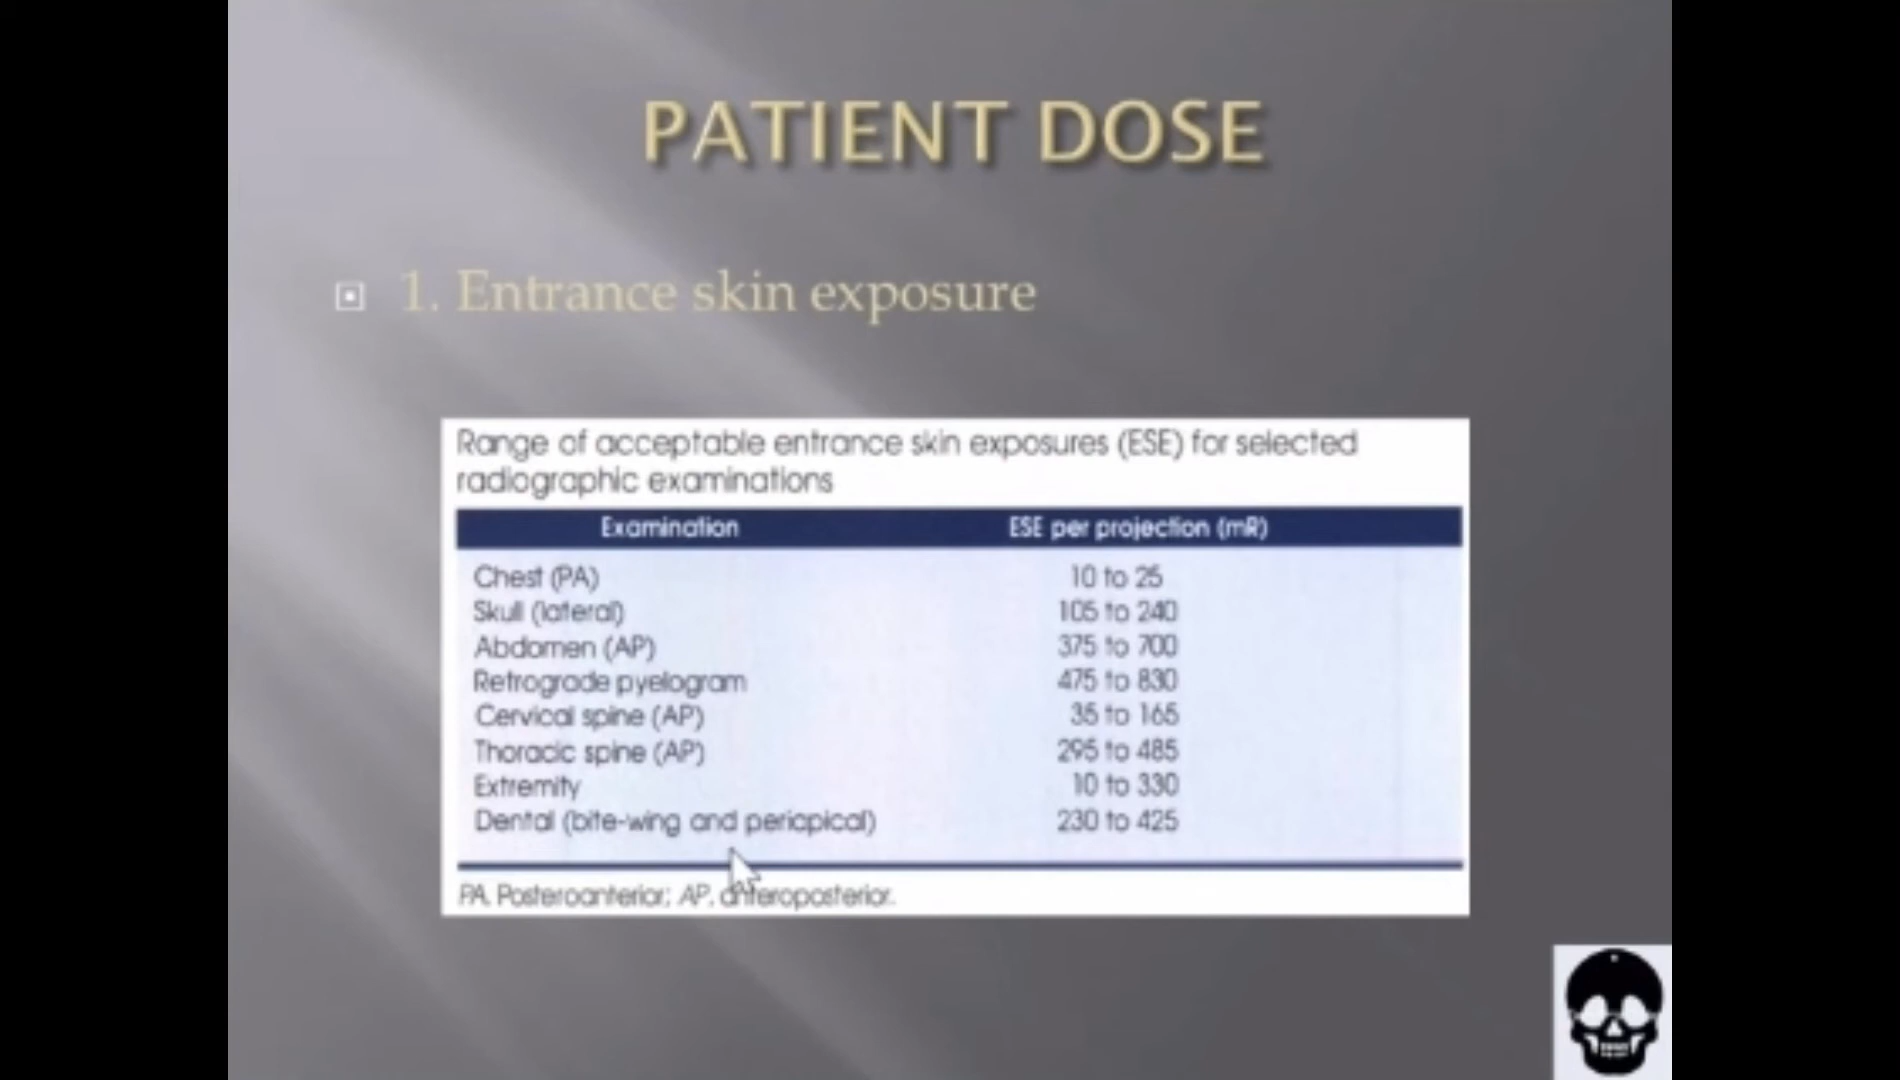 PATIENT DOSE
1. Entrance skin exposure
Range of acceptable entrance skin exposures (ESE) for selected
radiographic examinations
Examination ESE per projection (mR)
Chest (PA) 10 to 25
Skull (lateral) 105 to 240
Abdomen (AP) 375 to 700
Retrograde pyelogram 475 to 830
Cervical spine (AP) 35 to 165
Thoracic spine (AP) 295 to 485
Extremity 10 to 330
Dental (bite-wing and periapical) 230 to 425
PA, Posteroanterior; AP, anteroposterior.